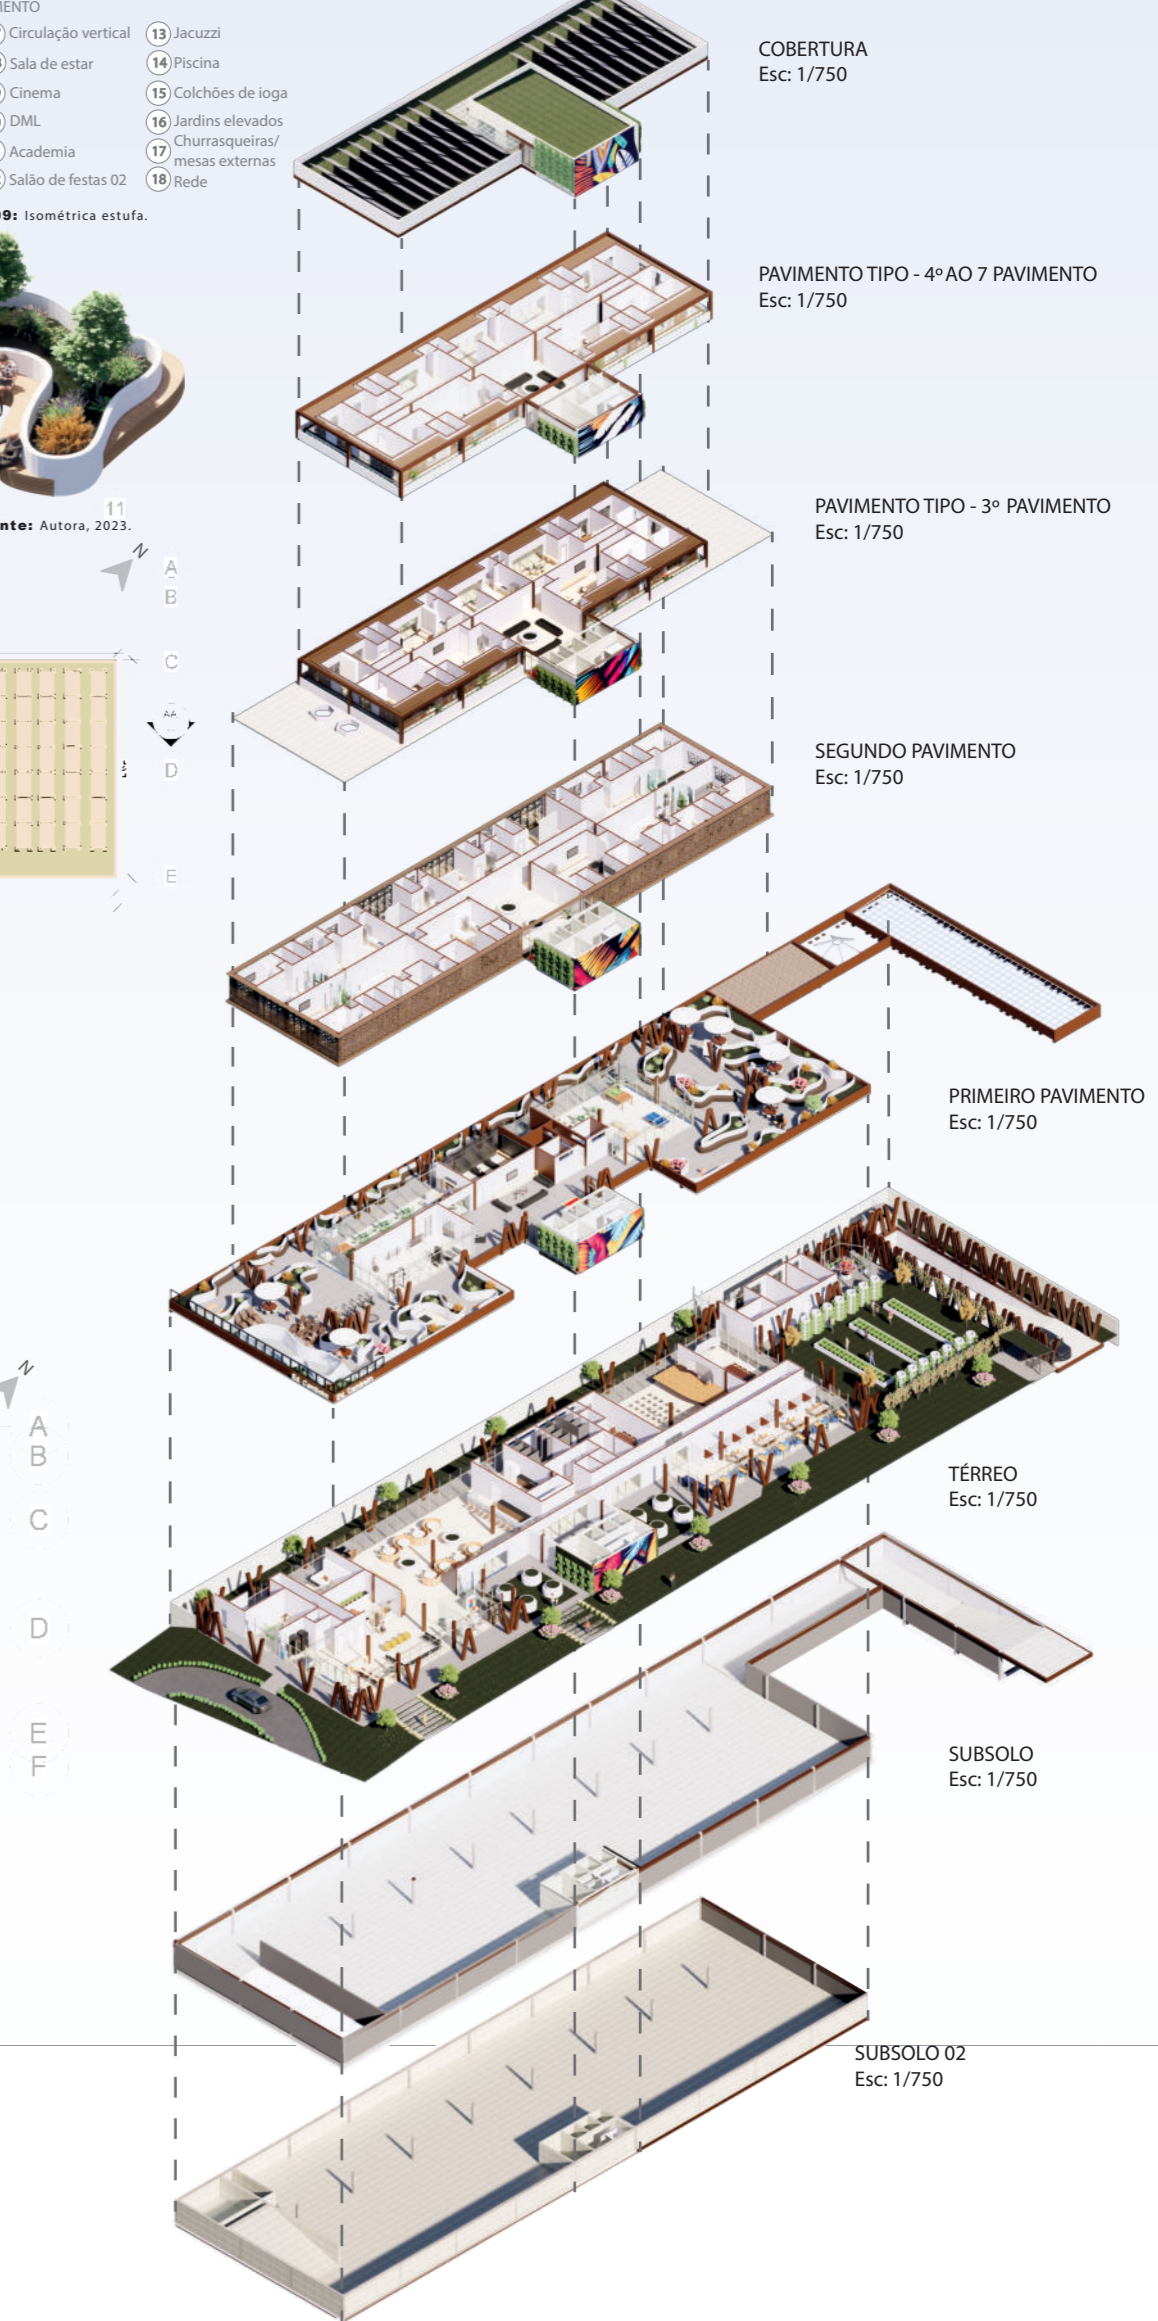 Circulação vertical
13 Jacuzzi
Sala de estar
14 Piscina
Cinema
15 Colchões de ioga
DML
16 Jardins elevados
Academia
17 Churrasqueiras/
mesas externas
Salão de festas 02
18 Rede
Isométrica estufa.
Autora, 2023.
11
N
A
B
C
AA
D
E
COBERTURA
Esc: 1/750
PAVIMENTO TIPO - 4º AO 7 PAVIMENTO
Esc: 1/750
PAVIMENTO TIPO - 3º PAVIMENTO
Esc: 1/750
SEGUNDO PAVIMENTO
Esc: 1/750
PRIMEIRO PAVIMENTO
Esc: 1/750
N
A
B
C
D
E
F
TÉRREO
Esc: 1/750
SUBSOLO
Esc: 1/750
SUBSOLO 02
Esc: 1/750